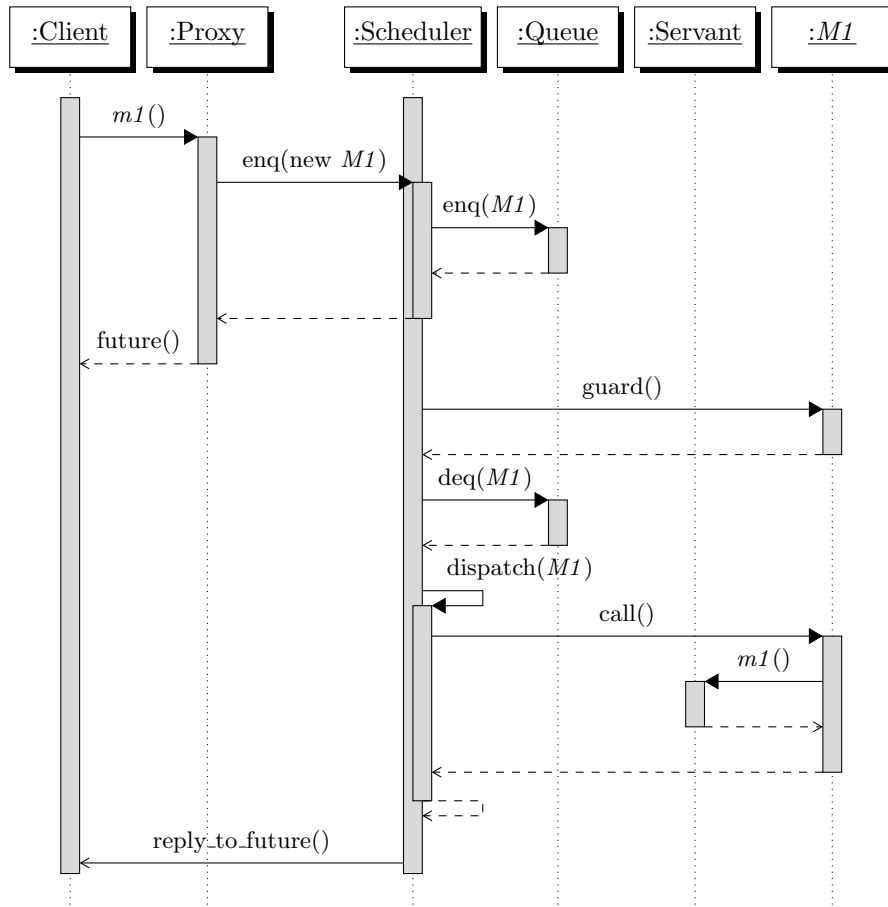 :Client :Proxy :Scheduler :Queue :Servant :M1
m1()
enq(new M1)
enq(M1)
future()
guard()
deq(M1)
dispatch(M1)
call()
m1()
reply_to_future()